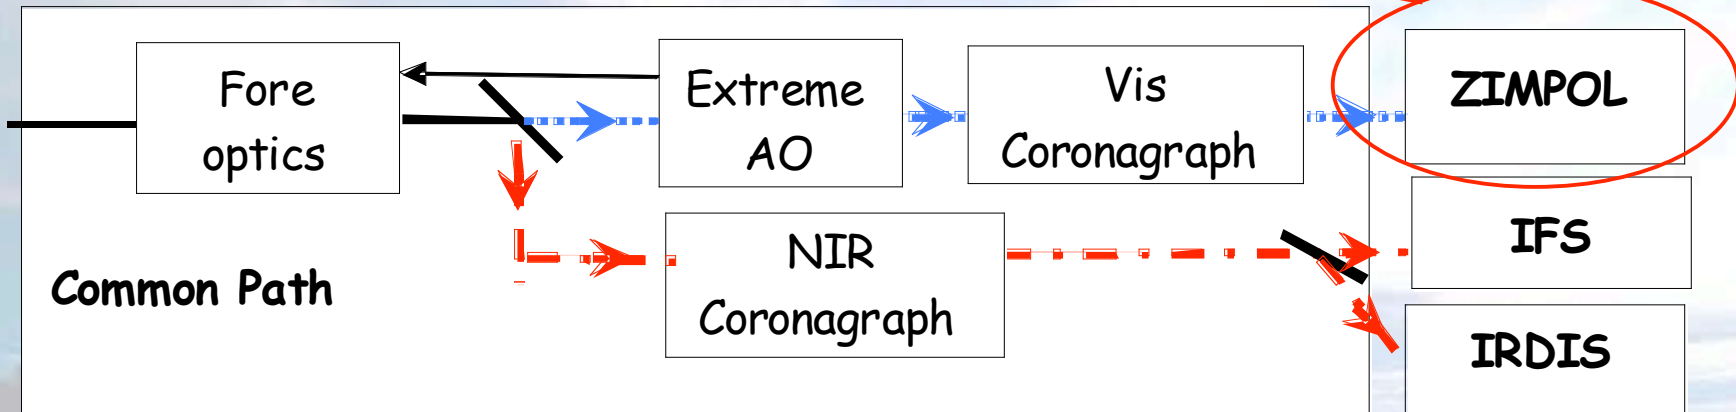 Fore
optics
Extreme
AO
Vis
Coronagraph
ZIMPOL
NIR
Coronagraph
IFS
IRDIS
Common Path